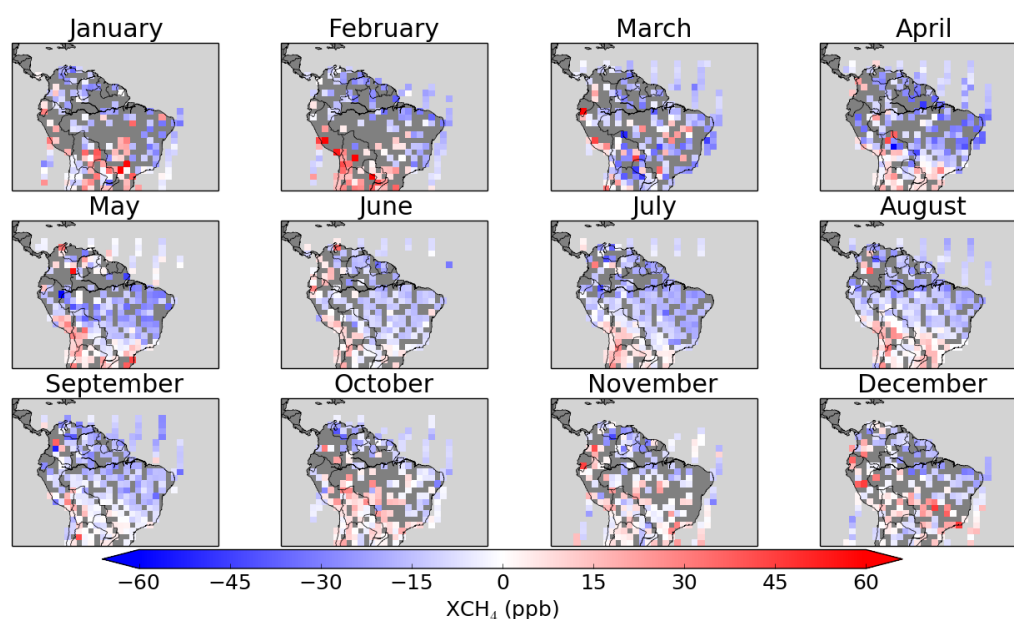 January February March April
May June July August
September October November December
−60 −45 −30 −15 0 15 30 45 60
XCH₄ (ppb)